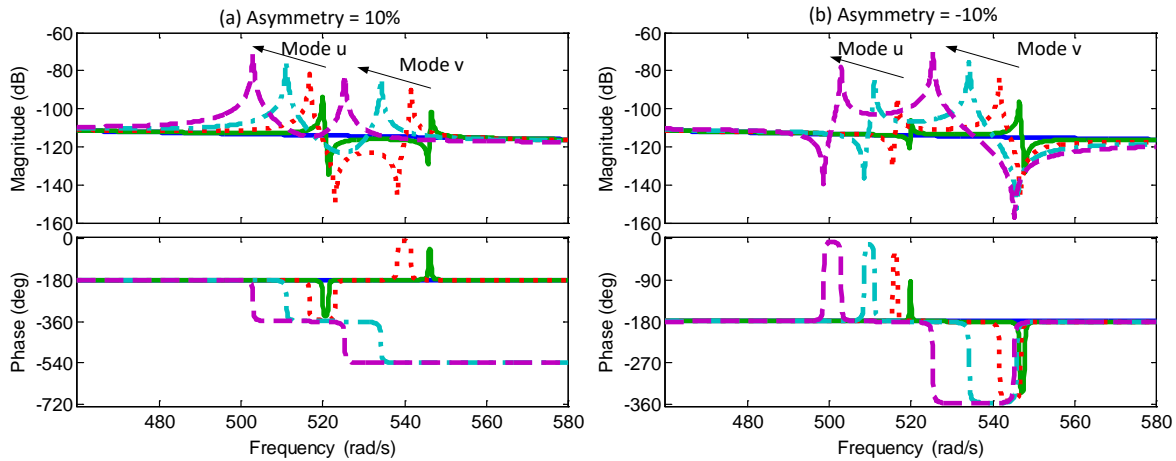 (a) Asymmetry = 10%
(b) Asymmetry = -10%
-60
-80
-100
-120
-140
-160
Magnitude (dB)
Mode u
Mode v
0
-180
-360
-540
-720
Phase (deg)
480 500 520 540 560 580
Frequency (rad/s)
-60
-80
-100
-120
-140
-160
Magnitude (dB)
Mode u
Mode v
0
-90
-180
-270
-360
Phase (deg)
480 500 520 540 560 580
Frequency (rad/s)